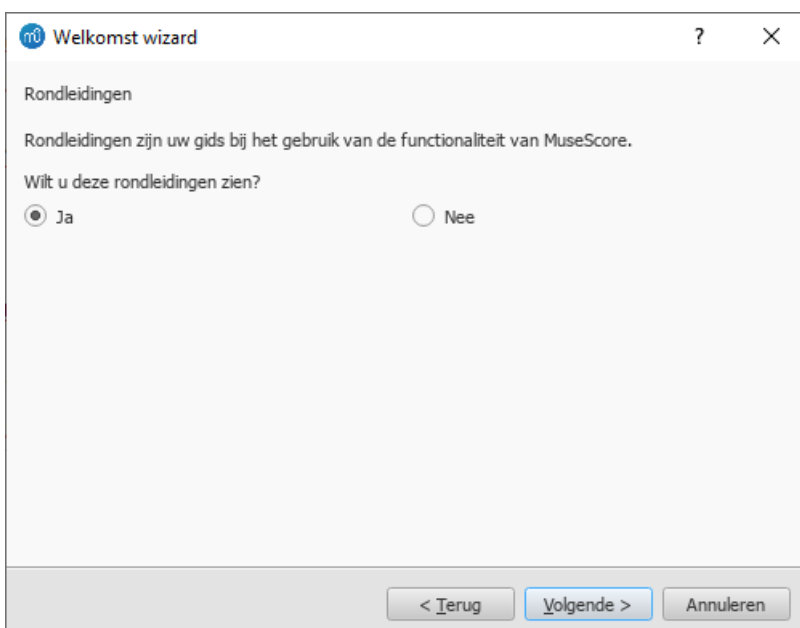 Welkomst wizard ?
Rondleidingen
Rondleidingen zijn uw gids bij het gebruik van de functionaliteit van MuseScore.
Wilt u deze rondleidingen zien?
Ja Nee
< Terug Volgende > Annuleren